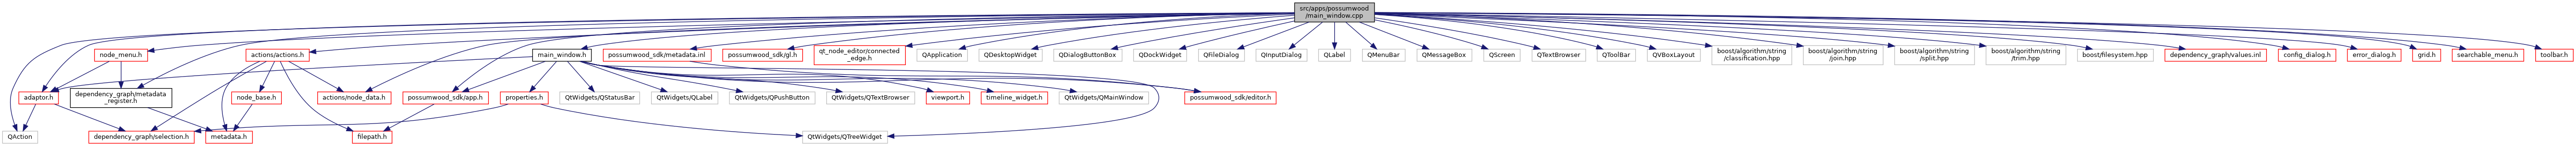 src/apps/possumwood
/main_window.cpp
node_menu.h
actions/actions.h
main_window.h
possumwood_sdk/metadata.inl
possumwood_sdk/gl.h
qt_node_editor/connected
_edge.h
QApplication
QDesktopWidget
QDialogButtonBox
QDockWidget
QFileDialog
QInputDialog
QLabel
QMenuBar
QMessageBox
QScreen
QTextBrowser
QToolBar
QVBoxLayout
boost/algorithm/string
/classification.hpp
boost/algorithm/string
/join.hpp
boost/algorithm/string
/split.hpp
boost/algorithm/string
/trim.hpp
boost/filesystem.hpp
dependency_graph/values.inl
config_dialog.h
error_dialog.h
grid.h
searchable_menu.h
toolbar.h
adaptor.h
dependency_graph/metadata
_register.h
node_base.h
actions/node_data.h
possumwood_sdk/app.h
properties.h
QtWidgets/QStatusBar
QtWidgets/QLabel
QtWidgets/QPushButton
QtWidgets/QTextBrowser
viewport.h
timeline_widget.h
QtWidgets/QMainWindow
possumwood_sdk/editor.h
QAction
dependency_graph/selection.h
metadata.h
filepath.h
QtWidgets/QTreeWidget